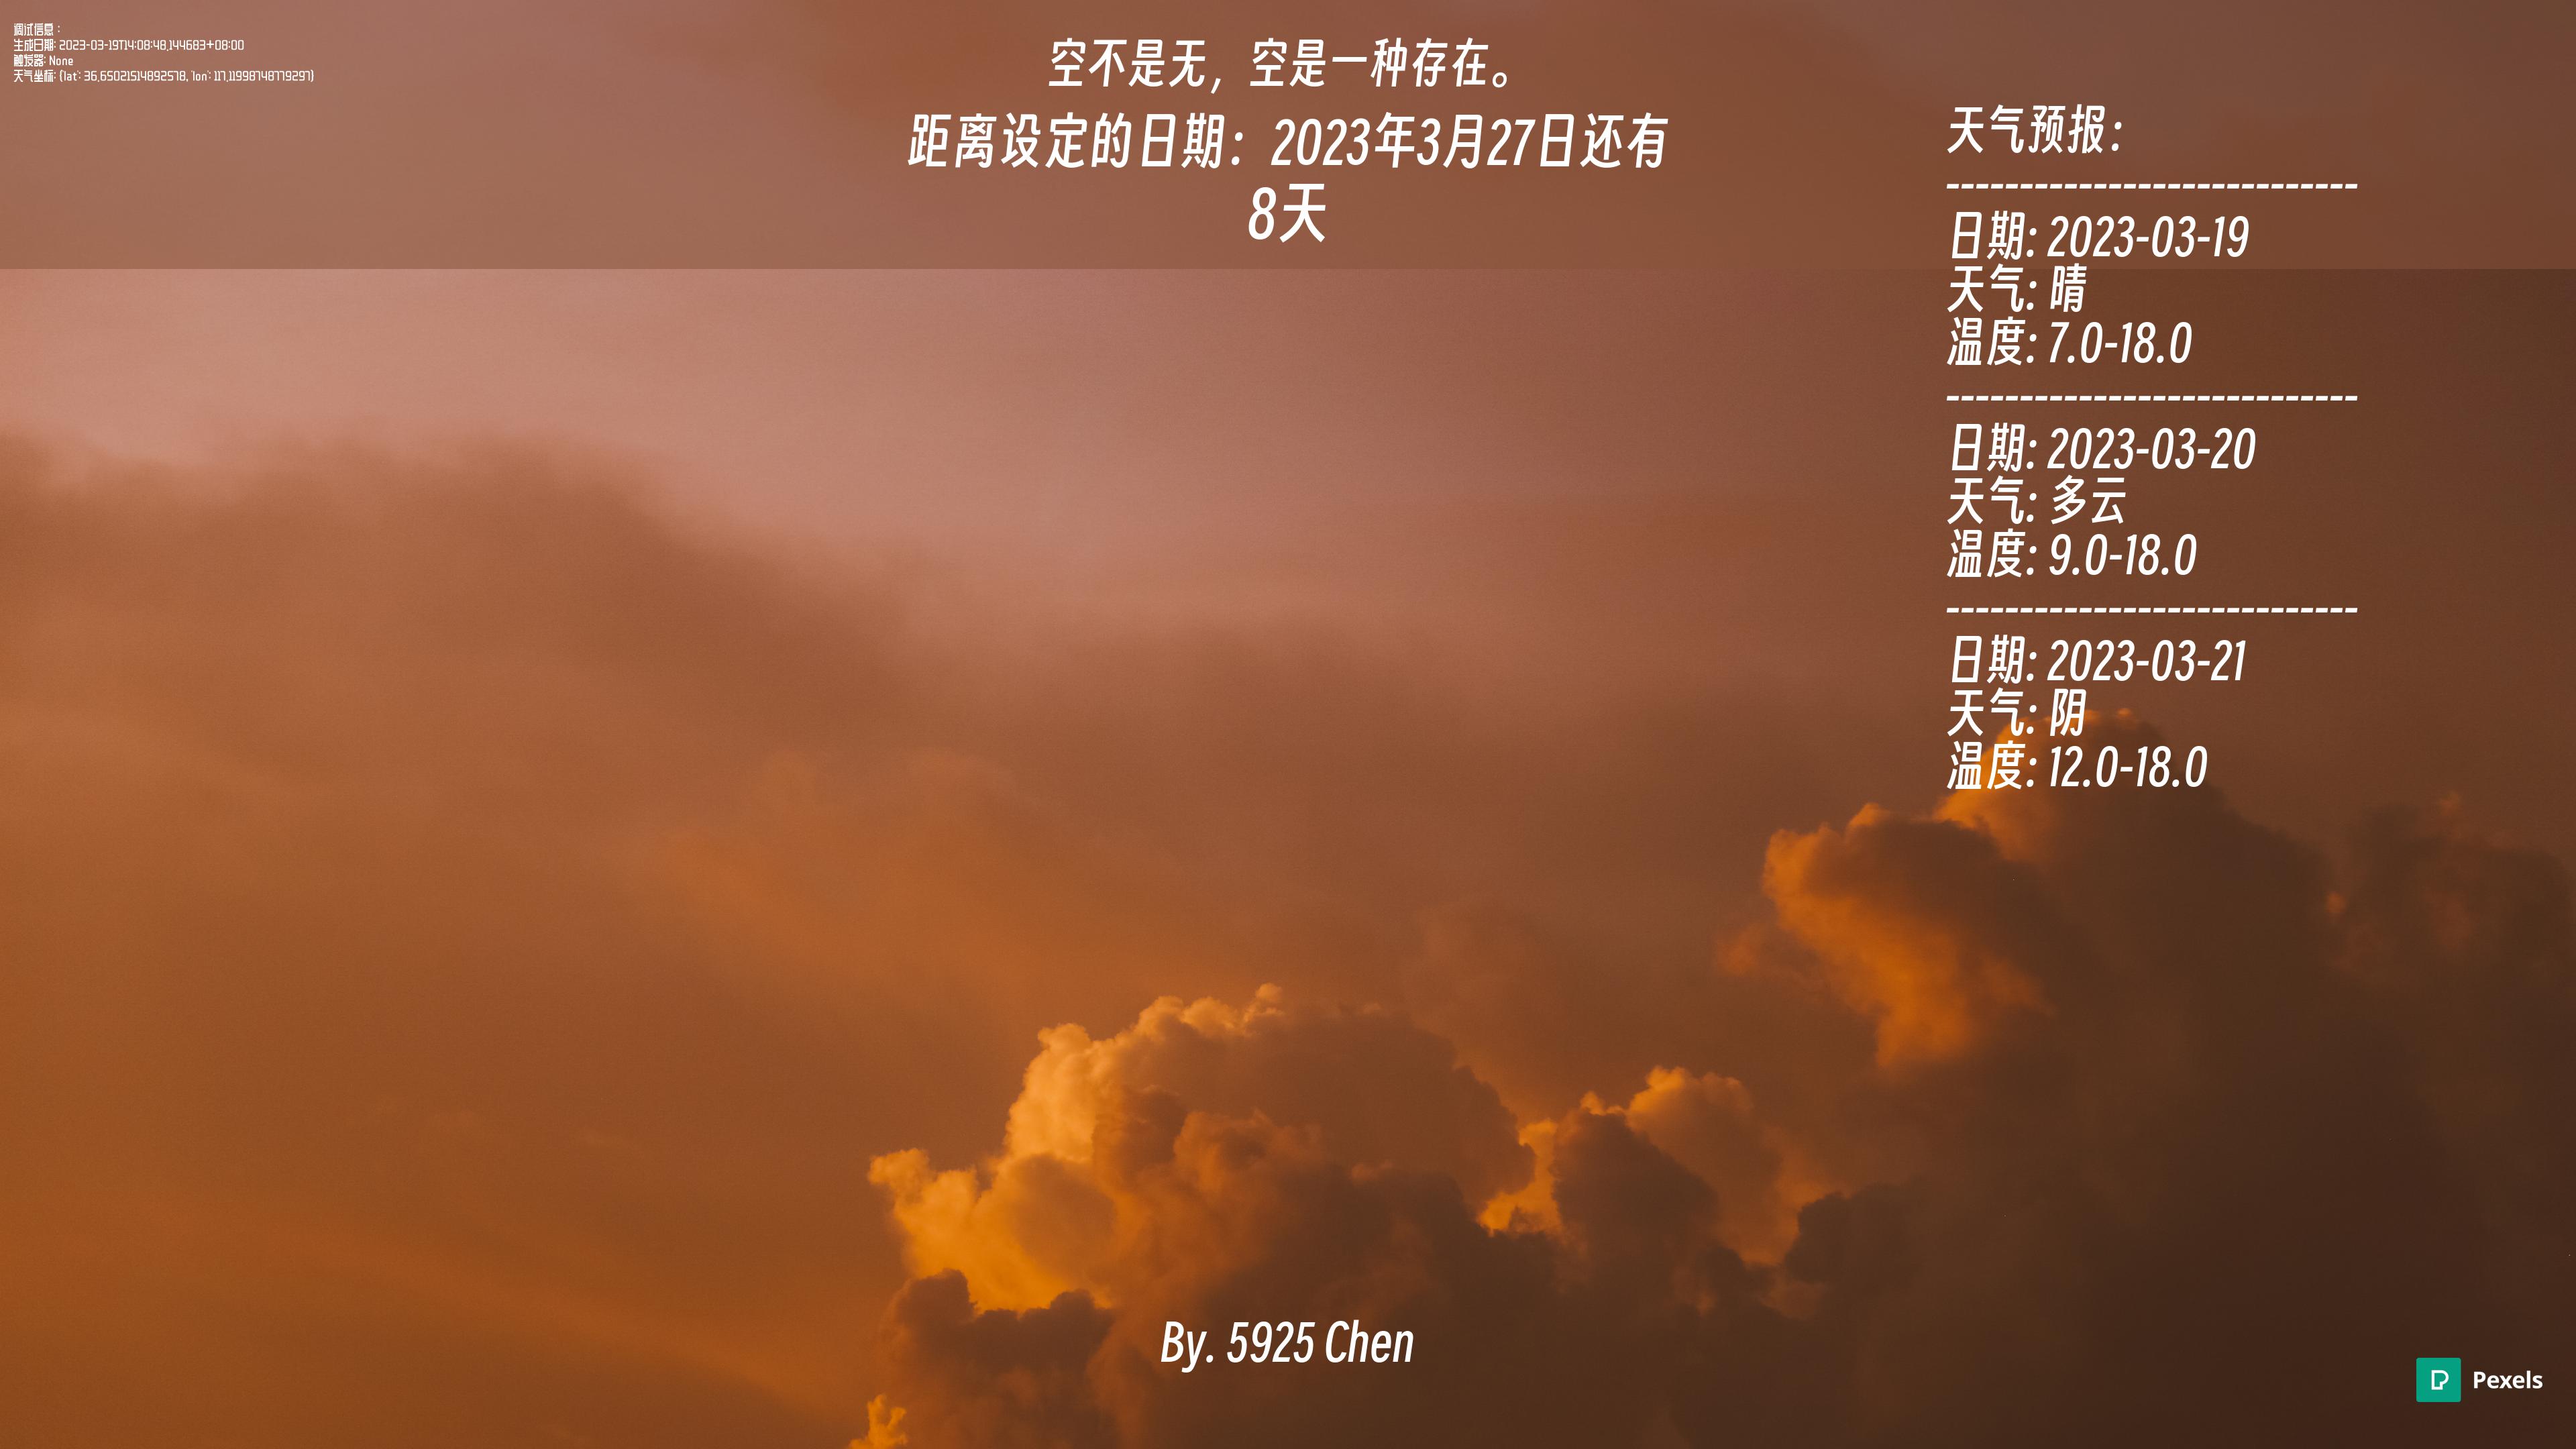 调试信息：
生成日期: 2023-03-19T14:08:48.144683+08:00
触发器: None
天气坐标: {lat': 36.65021514892578, 'lon': 117.11998748779297}
空不是无，空是一种存在。
距离设定的日期：2023年3月27日还有
8天
天气预报：
----------------------------
日期: 2023-03-19
天气: 晴
温度: 7.0-18.0
----------------------------
日期: 2023-03-20
天气: 多云
温度: 9.0-18.0
----------------------------
日期: 2023-03-21
天气: 阴
温度: 12.0-18.0
By. 5925 Chen
Pexels